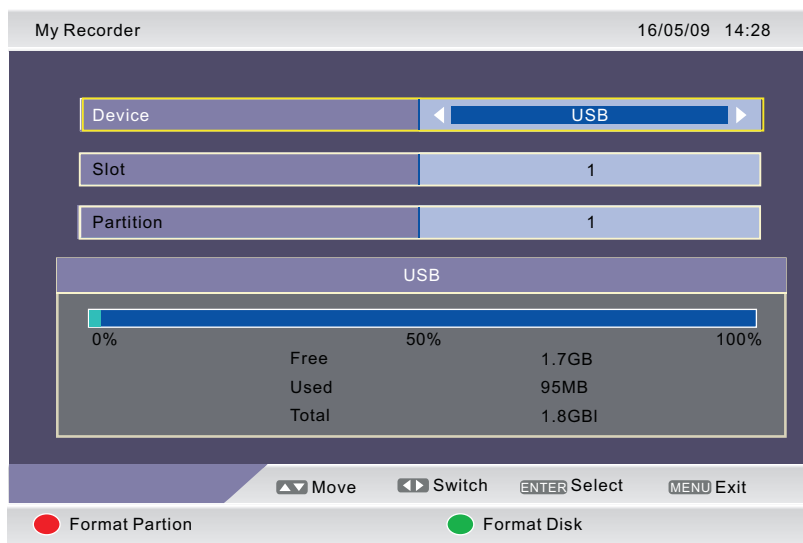 My Recorder 16/05/09 14:28
Device USB
Slot 1
Partition 1
USB
0% 50% 100%
Free 1.7GB
Used 95MB
Total 1.8GBI
Move Switch ENTER Select MENU Exit
Format Partion Format Disk